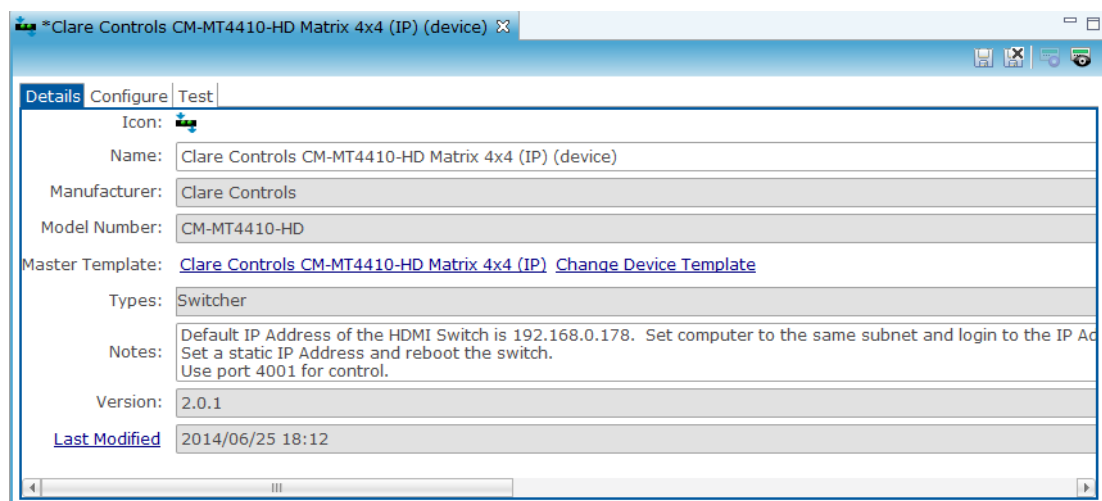 *Clare Controls CM-MT4410-HD Matrix 4x4 (IP) (device)
Details Configure Test
Icon:
Name: Clare Controls CM-MT4410-HD Matrix 4x4 (IP) (device)
Manufacturer: Clare Controls
Model Number: CM-MT4410-HD
Master Template: Clare Controls CM-MT4410-HD Matrix 4x4 (IP) Change Device Template
Types: Switcher
Notes: Default IP Address of the HDMI Switch is 192.168.0.178. Set computer to the same subnet and login to the IP Ad
Set a static IP Address and reboot the switch.
Use port 4001 for control.
Version: 2.0.1
Last Modified 2014/06/25 18:12